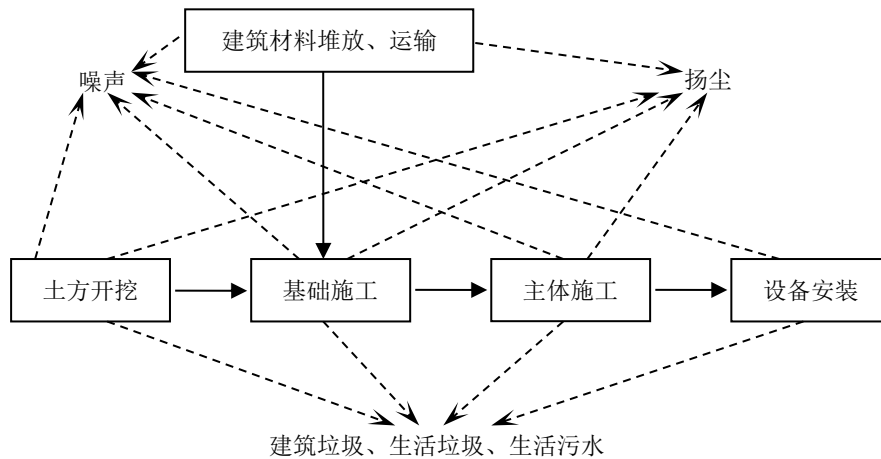 建筑材料堆放、运输
噪声
扬尘
土方开挖
基础施工
主体施工
设备安装
建筑垃圾、生活垃圾、生活污水